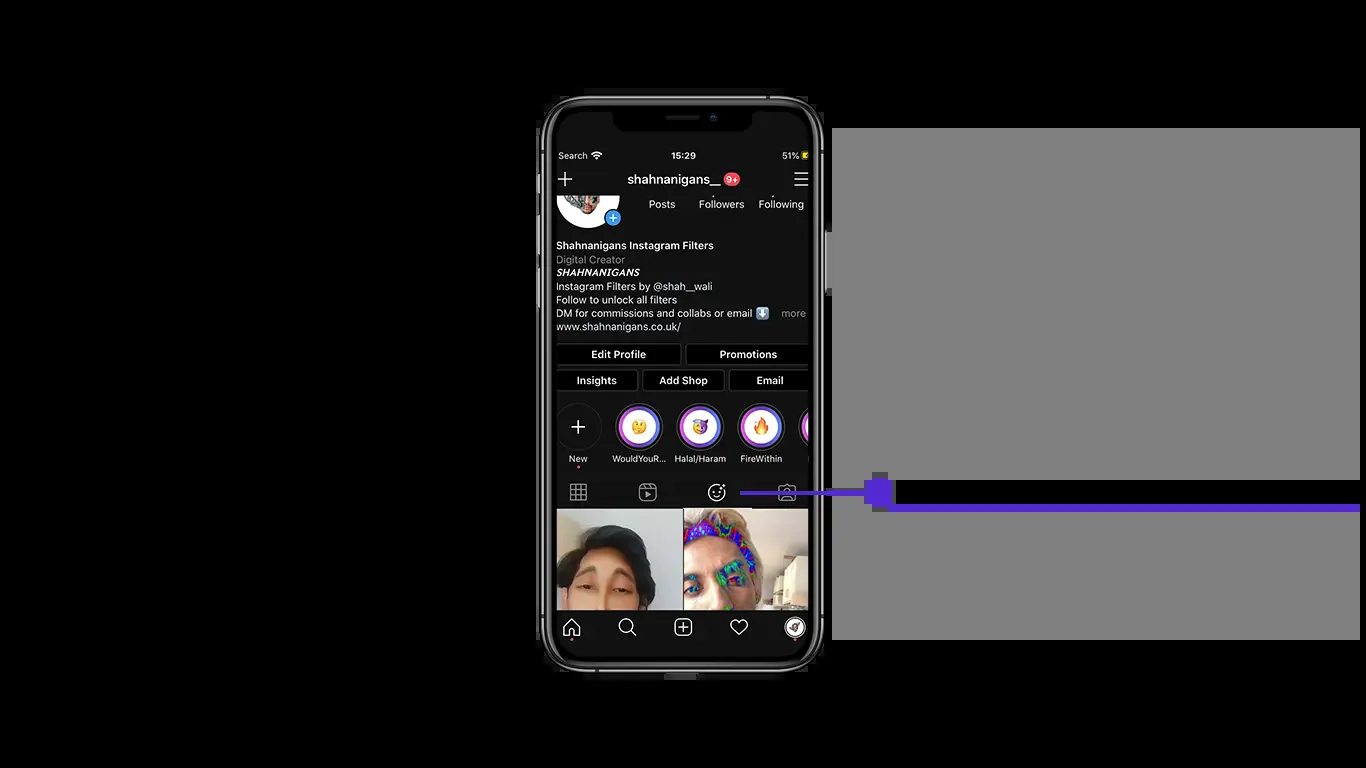 Search 15:29 51%
shahnanigans__ 9+
Posts Followers Following
Shahnanigans Instagram Filters
Digital Creator
SHAHNANIGANS
Instagram Filters by @shah__wali
Follow to unlock all filters
DM for commissions and collabs or email ⬇️ more
www.shahnanigans.co.uk/
Edit Profile Promotions
Insights Add Shop Email
New WouldYouR... Halal/Haram FireWithin